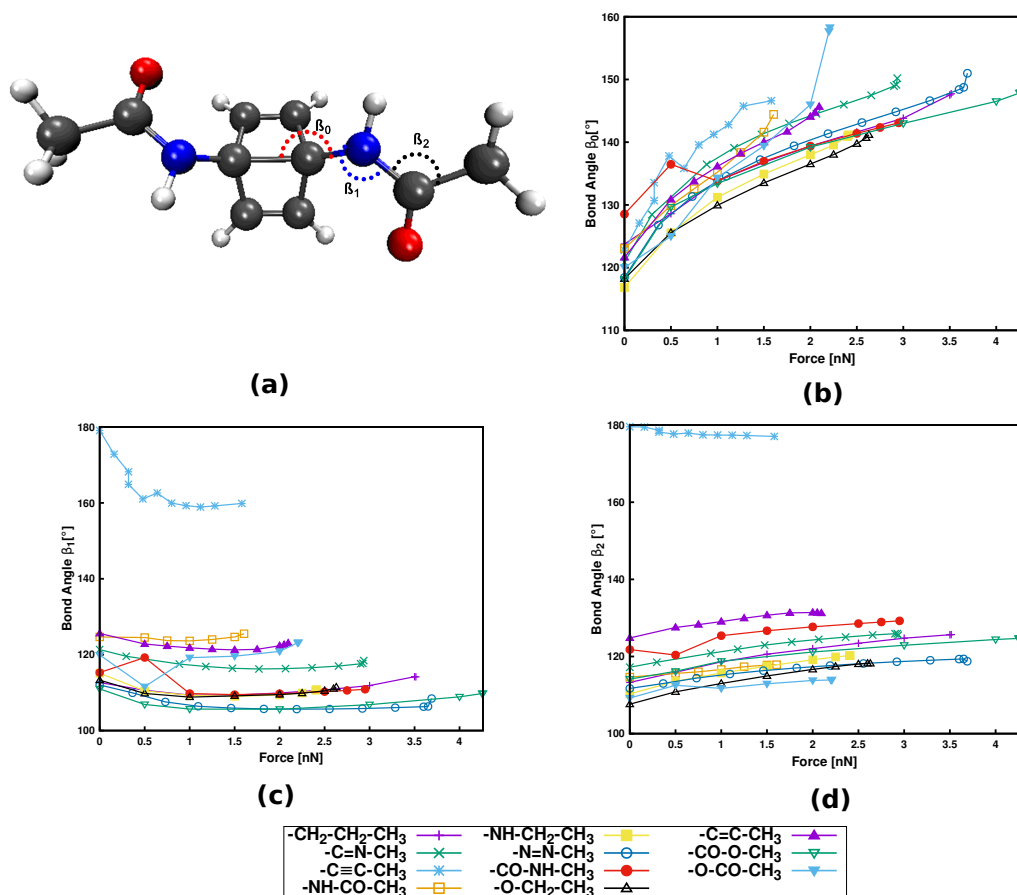 ß₀
ß₁
ß₂
(a)
Bond Angle β₀[°]
160
150
140
130
120
110
0 0.5 1 1.5 2 2.5 3 3.5 4
Force [nN]
(b)
Bond Angle β₁[°]
180
160
140
120
100
0 0.5 1 1.5 2 2.5 3 3.5 4
Force [nN]
(c)
Bond Angle β₂ [°]
180
160
140
120
100
0 0.5 1 1.5 2 2.5 3 3.5 4
Force [nN]
(d)
-CH₂-CH₂-CH₃ -NH-CH₂-CH₃ -C=C-CH₃
-C=N-CH₃ -N=N-CH₃ -CO-O-CH₃
-C≡C-CH₃ -CO-NH-CH₃ -O-CO-CH₃
-NH-CO-CH₃ -O-CH₂-CH₃